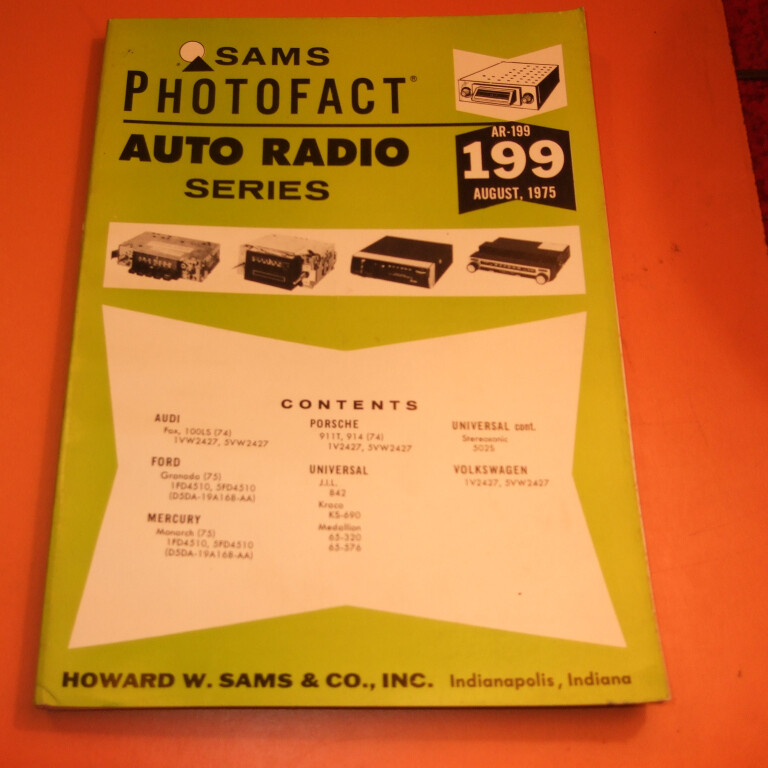 SAMS
PHOTOFACT®
AUTO RADIO
SERIES
AR-199
199
AUGUST, 1975
CONTENTS
AUDI
Fox, 100LS (74)
1VW2427, 5VW2427
FORD
Granada (75)
1FD4510, 5FD4510
(D5DA-19A168-AA)
MERCURY
Monarch (75)
1FD4510, 5FD4510
(D5DA-19A168-AA)
PORSCHE
911T, 914 (74)
1V2427, 5VW2427
UNIVERSAL
J.I.L.
842
Kraco
KS-690
Medallion
65-320
65-576
UNIVERSAL cont.
Stereosonic
502S
VOLKSWAGEN
1V2427, 5VW2427
HOWARD W. SAMS & CO., INC. Indianapolis, Indiana